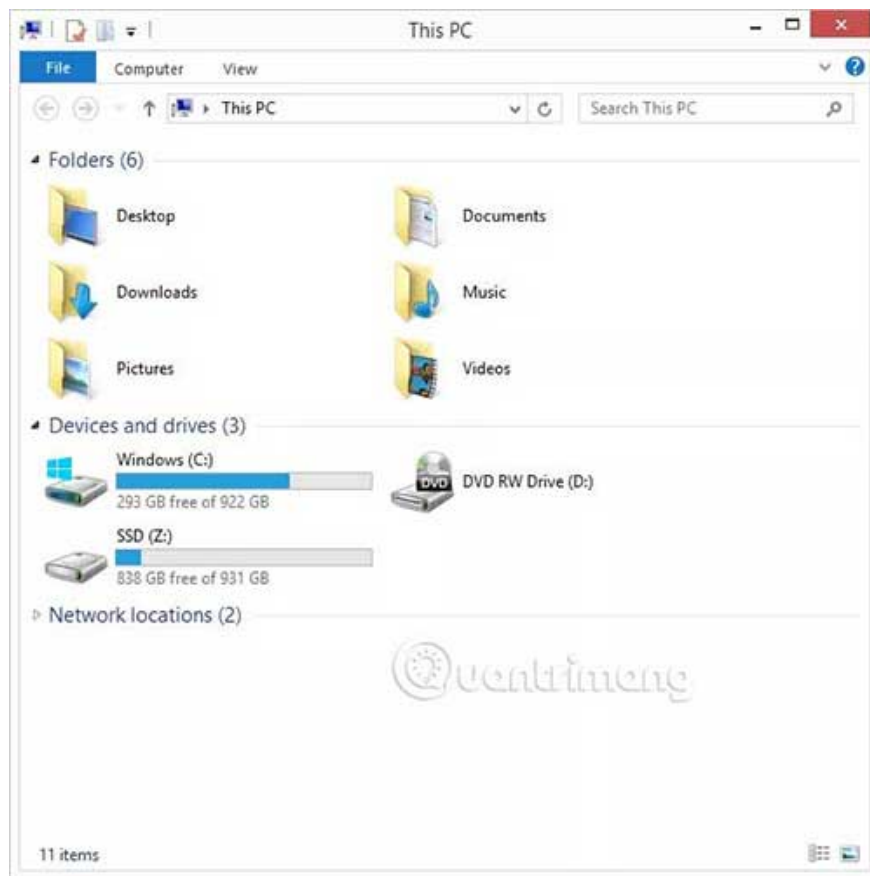 This PC
File Computer View
This PC Search This PC
Folders (6)
Desktop Documents
Downloads Music
Pictures Videos
Devices and drives (3)
Windows (C:)
293 GB free of 922 GB
DVD
DVD RW Drive (D:)
SSD (Z:)
838 GB free of 931 GB
Network locations (2)
Quantrimang
11 items